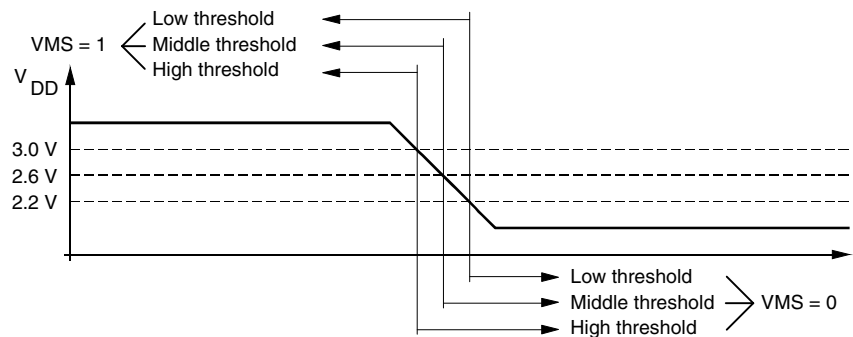 Low threshold
VMS = 1
Middle threshold
High threshold
V
DD
3.0 V
2.6 V
2.2 V
Low threshold
Middle threshold
VMS = 0
High threshold